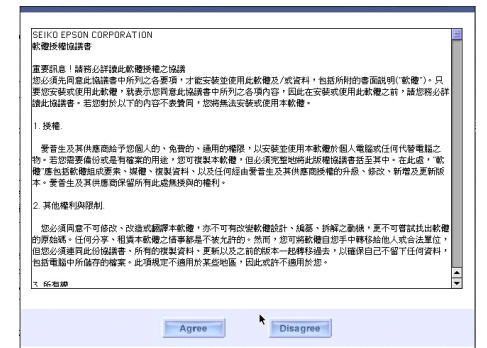 SEIKO EPSON CORPORATION
軟體授權協議書
重要訊息！請務必詳讀此軟體授權之協議
您必須先同意此協議書中所列之各要項，才能安裝並使用此軟體及/或資料，包括所附的書面說明("軟體")。只
要您安裝或使用此軟體，就表示您同意此協議書中所列之各項內容，因此在安裝或使用此軟體之前，請您務必詳
讀此協議書。若您對於以下的內容不表贊同，您將無法安裝或使用本軟體。
1. 授權.
愛普生及其供應商給予您個人的、免費的、通用的權限，以安裝並使用本軟體於個人電腦或任何代替電腦之
物。若您需要備份或是有檔案的用途，您可複製本軟體，但必須完整地將此版權協議書括至其中。在此處，"軟
體"應包括軟體組成要素、媒體、複製資料、以及任何經由愛普生及其供應商授權的升級、修改、新增及更新版
本。愛普生及其供應商保留所有此處無授與的權利。
2. 其他權利與限制.
您必須同意不可修改、改造或翻譯本軟體，亦不可有改變軟體設計、編纂、拆解之動機，更不可嘗試找出軟體
的原始碼。任何分享、租賃本軟體之情事都是不被允許的。然而，您可將軟體自您手中轉移給他人或合法單位，
但您必須連同此份協議書、所有的複製資料、更新以及之前的版本一起轉移過去，以確保自己不留下任何資料，
包括電腦中所儲存的檔案。此項規定不適用於某些地區，因此或許不適用於您。
3. 所有權
Agree
Disagree